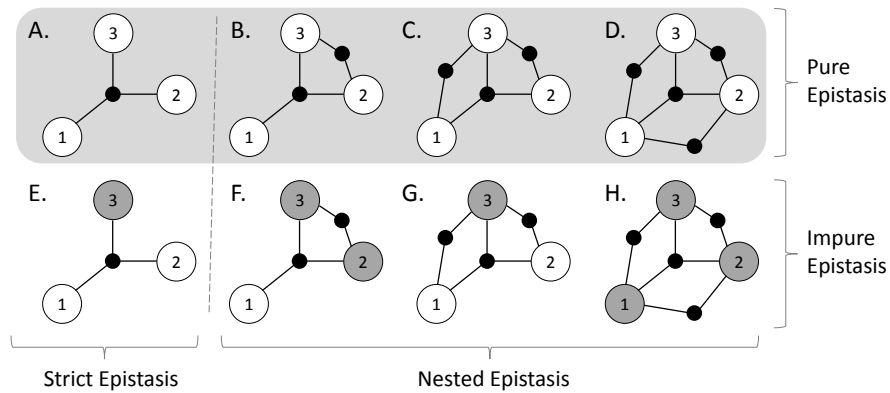 A. B. C. D.
3 3 3 3
2 2 2 2
1 1 1 1
Pure
Epistasis
E. F. G. H.
3 3 3 3
2 2 2 2
1 1 1 1
Impure
Epistasis
Strict Epistasis
Nested Epistasis